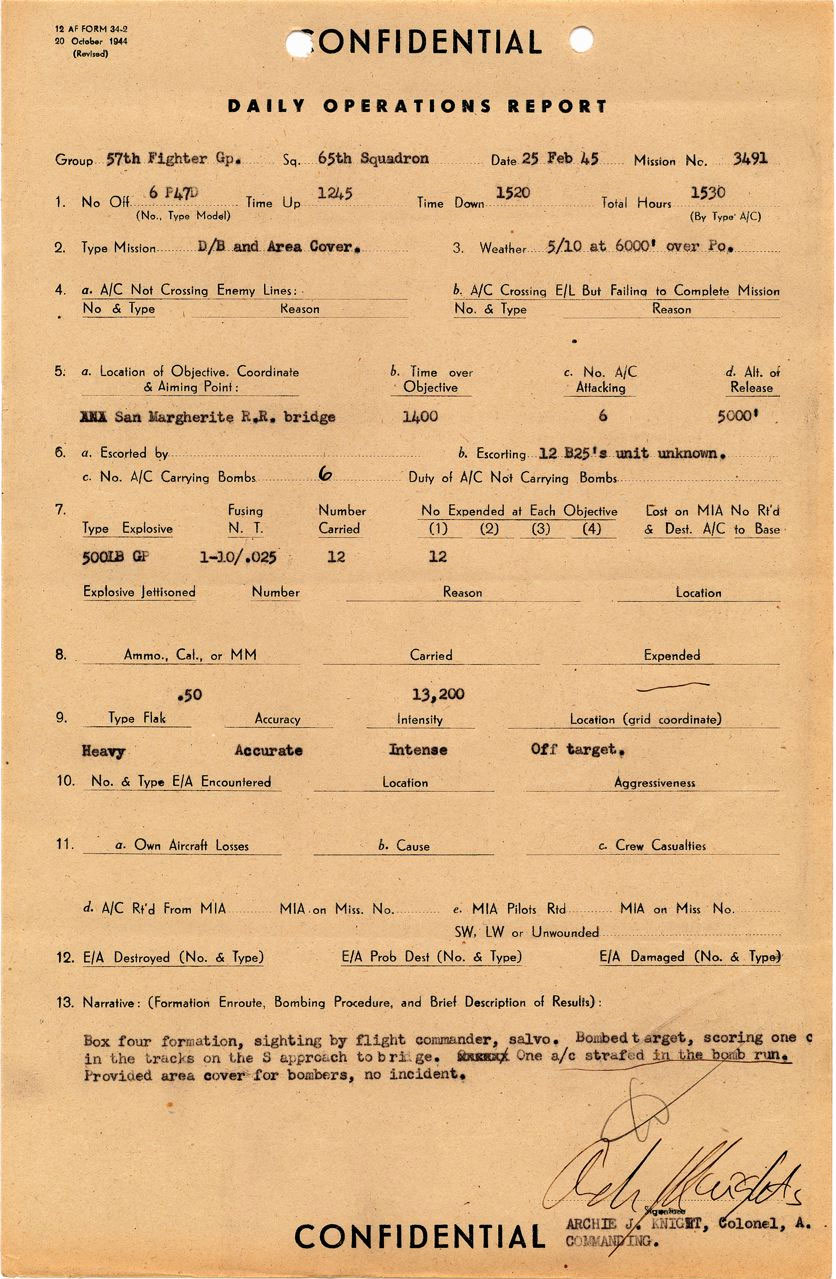 12 AF FORM 34-2
20 October 1944
(Revised)
CONFIDENTIAL
DAILY OPERATIONS REPORT
Group 57th Fighter Gp. Sq. 65th Squadron Date 25 Feb 45 Mission No. 3491
1. No Off 6 P47D Time Up 1245 Time Down 1520 Total Hours 1530
(No., Type Model) (By Type A/C)
2. Type Mission D/B and Area Cover. 3. Weather 5/10 at 6000' over Po.
4. a. A/C Not Crossing Enemy Lines: b. A/C Crossing E/L But Failing to Complete Mission
No & Type Reason No. & Type Reason
5. a. Location of Objective. Coordinate b. Time over c. No. A/C d. Alt. of
& Aiming Point: Objective Attacking Release
San Margherite R.R. bridge 1400 6 5000'
6. a. Escorted by b. Escorting 12 B25's unit unknown.
c. No. A/C Carrying Bombs 6 Duty of A/C Not Carrying Bombs
7. Fusing Number No Expended at Each Objective Lost on MIA No Rt'd
Type Explosive N. T. Carried (1) (2) (3) (4) & Dest. A/C to Base
500LB GP 1-10/.025 12 12
Explosive Jettisoned Number Reason Location
8. Ammo., Cal., or MM Carried Expended
.50 13,200
9. Type Flak Accuracy Intensity Location (grid coordinate)
Heavy Accurate Intense Off target.
10. No. & Type E/A Encountered Location Aggressiveness
11. a. Own Aircraft Losses b. Cause c. Crew Casualties
d. A/C Rt'd From MIA MIA on Miss. No. e. MIA Pilots Rtd MIA on Miss No.
SW, LW or Unwounded
12. E/A Destroyed (No. & Type) E/A Prob Dest (No. & Type) E/A Damaged (No. & Type)
13. Narrative: (Formation Enroute, Bombing Procedure, and Brief Description of Results):
Box four formation, sighting by flight commander, salvo. Bombed target, scoring one c
in the tracks on the S approach to bridge. One a/c strafed in the bomb run.
Provided area cover for bombers, no incident.
Signature
ARCHIE J. KNIGHT, Colonel, A.
COMMANDING.
CONFIDENTIAL